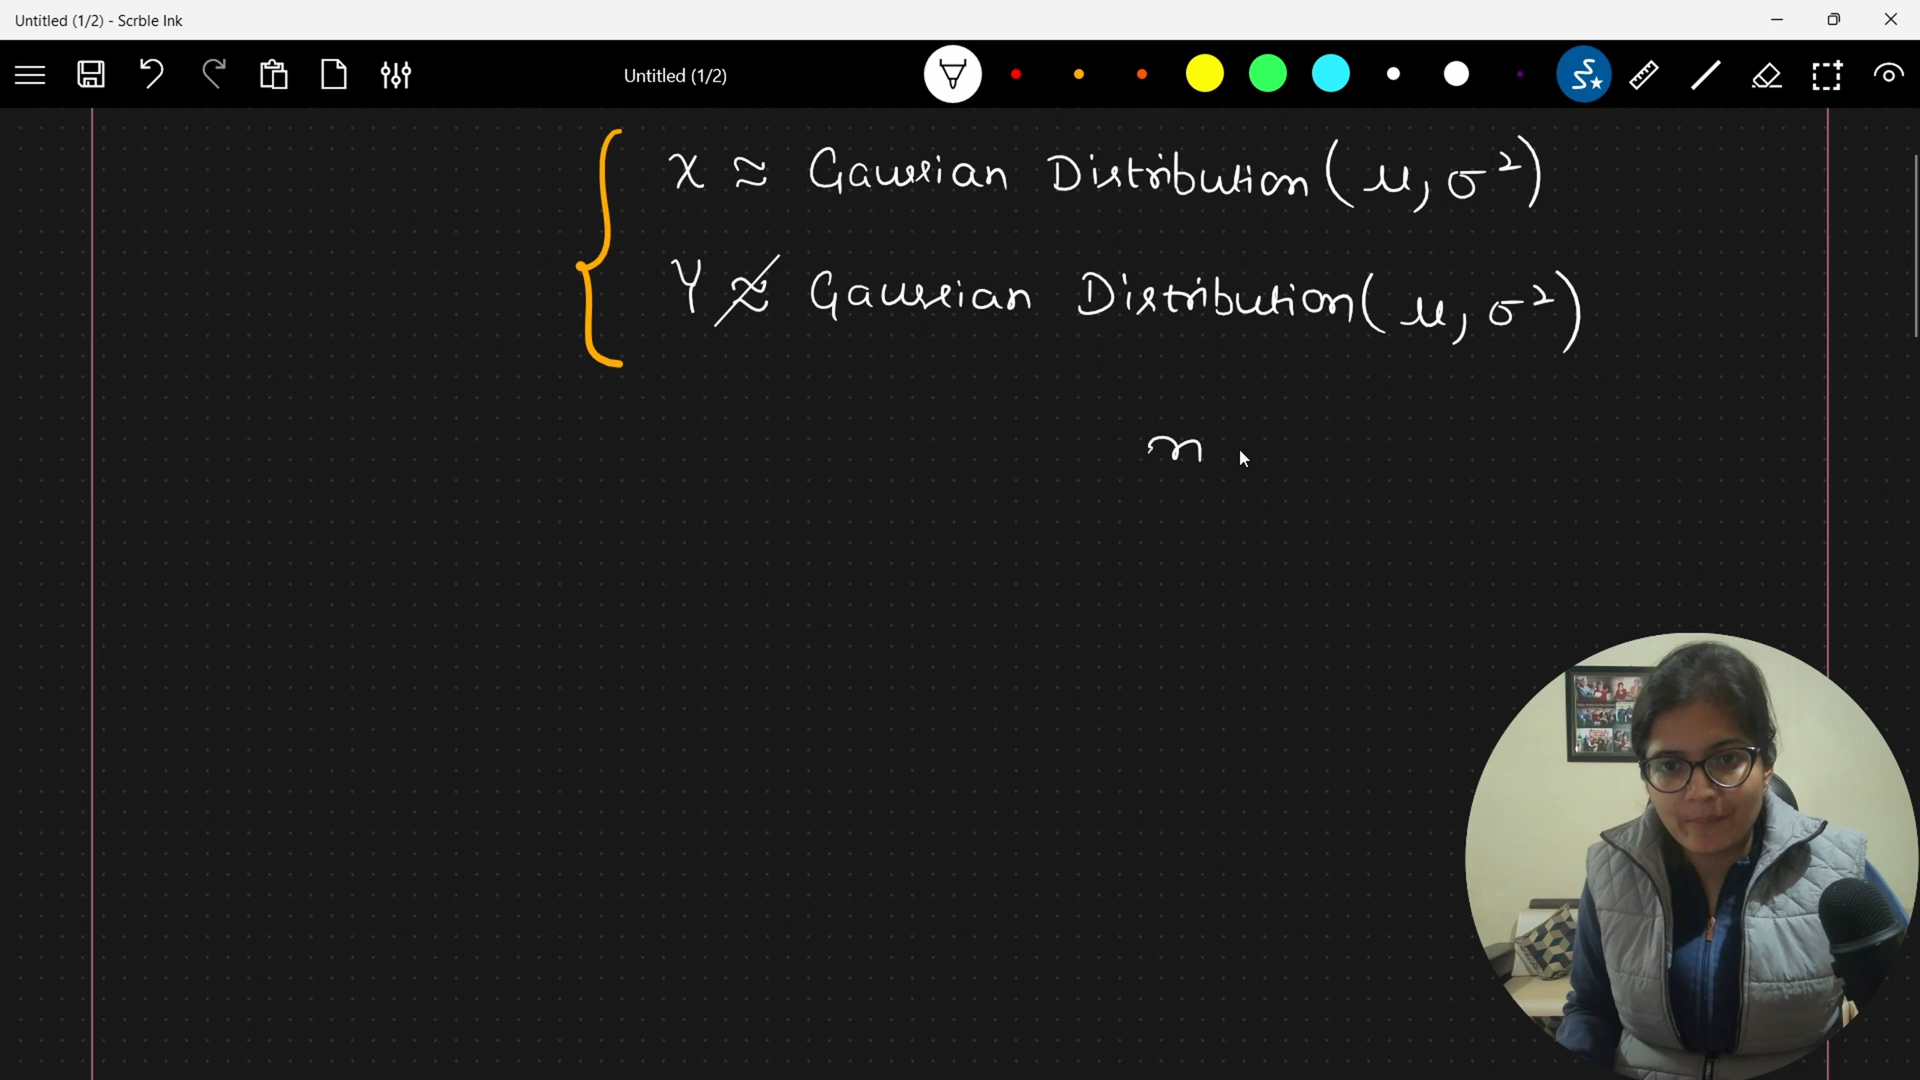 Untitled (1/2) - Scrble Ink
Untitled (1/2)
X ≈ Gaussian Distribution (μ, σ²)
Y ≉ Gaussian Distribution (μ, σ²)
n